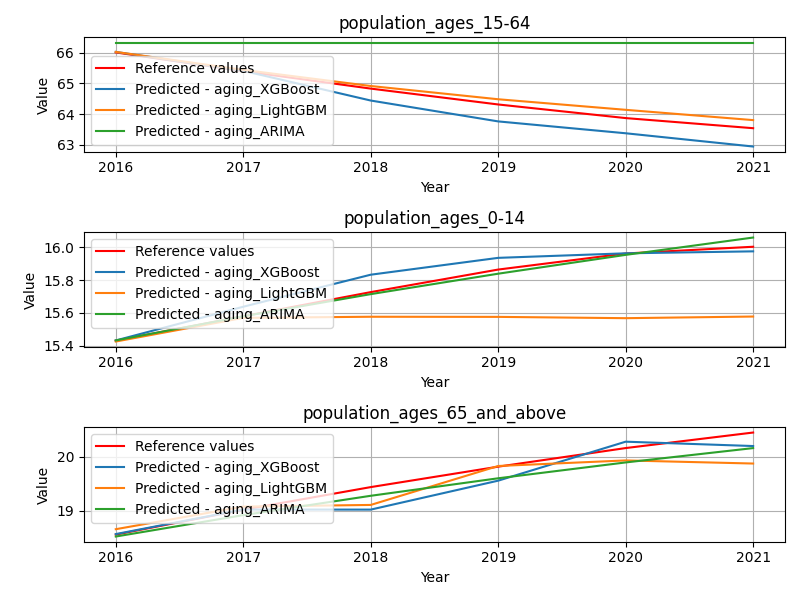 population_ages_15-64
66
65
64
63
Value
Reference values
Predicted - aging_XGBoost
Predicted - aging_LightGBM
Predicted - aging_ARIMA
2016 2017 2018 2019 2020 2021
Year
population_ages_0-14
16.0
15.8
15.6
15.4
Value
Reference values
Predicted - aging_XGBoost
Predicted - aging_LightGBM
Predicted - aging_ARIMA
2016 2017 2018 2019 2020 2021
Year
population_ages_65_and_above
20
19
Value
Reference values
Predicted - aging_XGBoost
Predicted - aging_LightGBM
Predicted - aging_ARIMA
2016 2017 2018 2019 2020 2021
Year